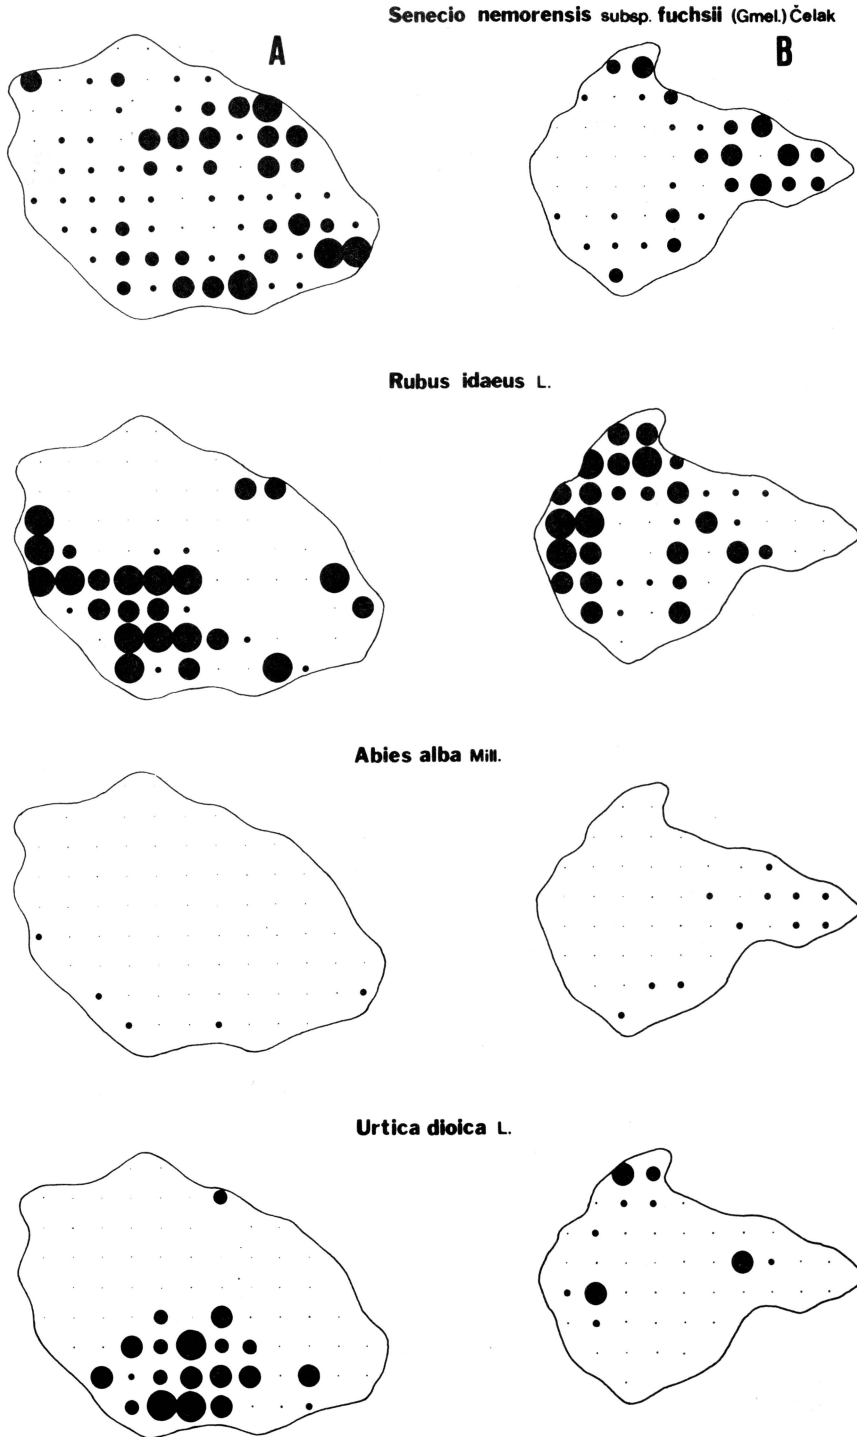 Senecio nemorensis subsp. fuchsii (Gmel.) Čelak
A B
Rubus idaeus L.
Abies alba Mill.
Urtica dioica L.